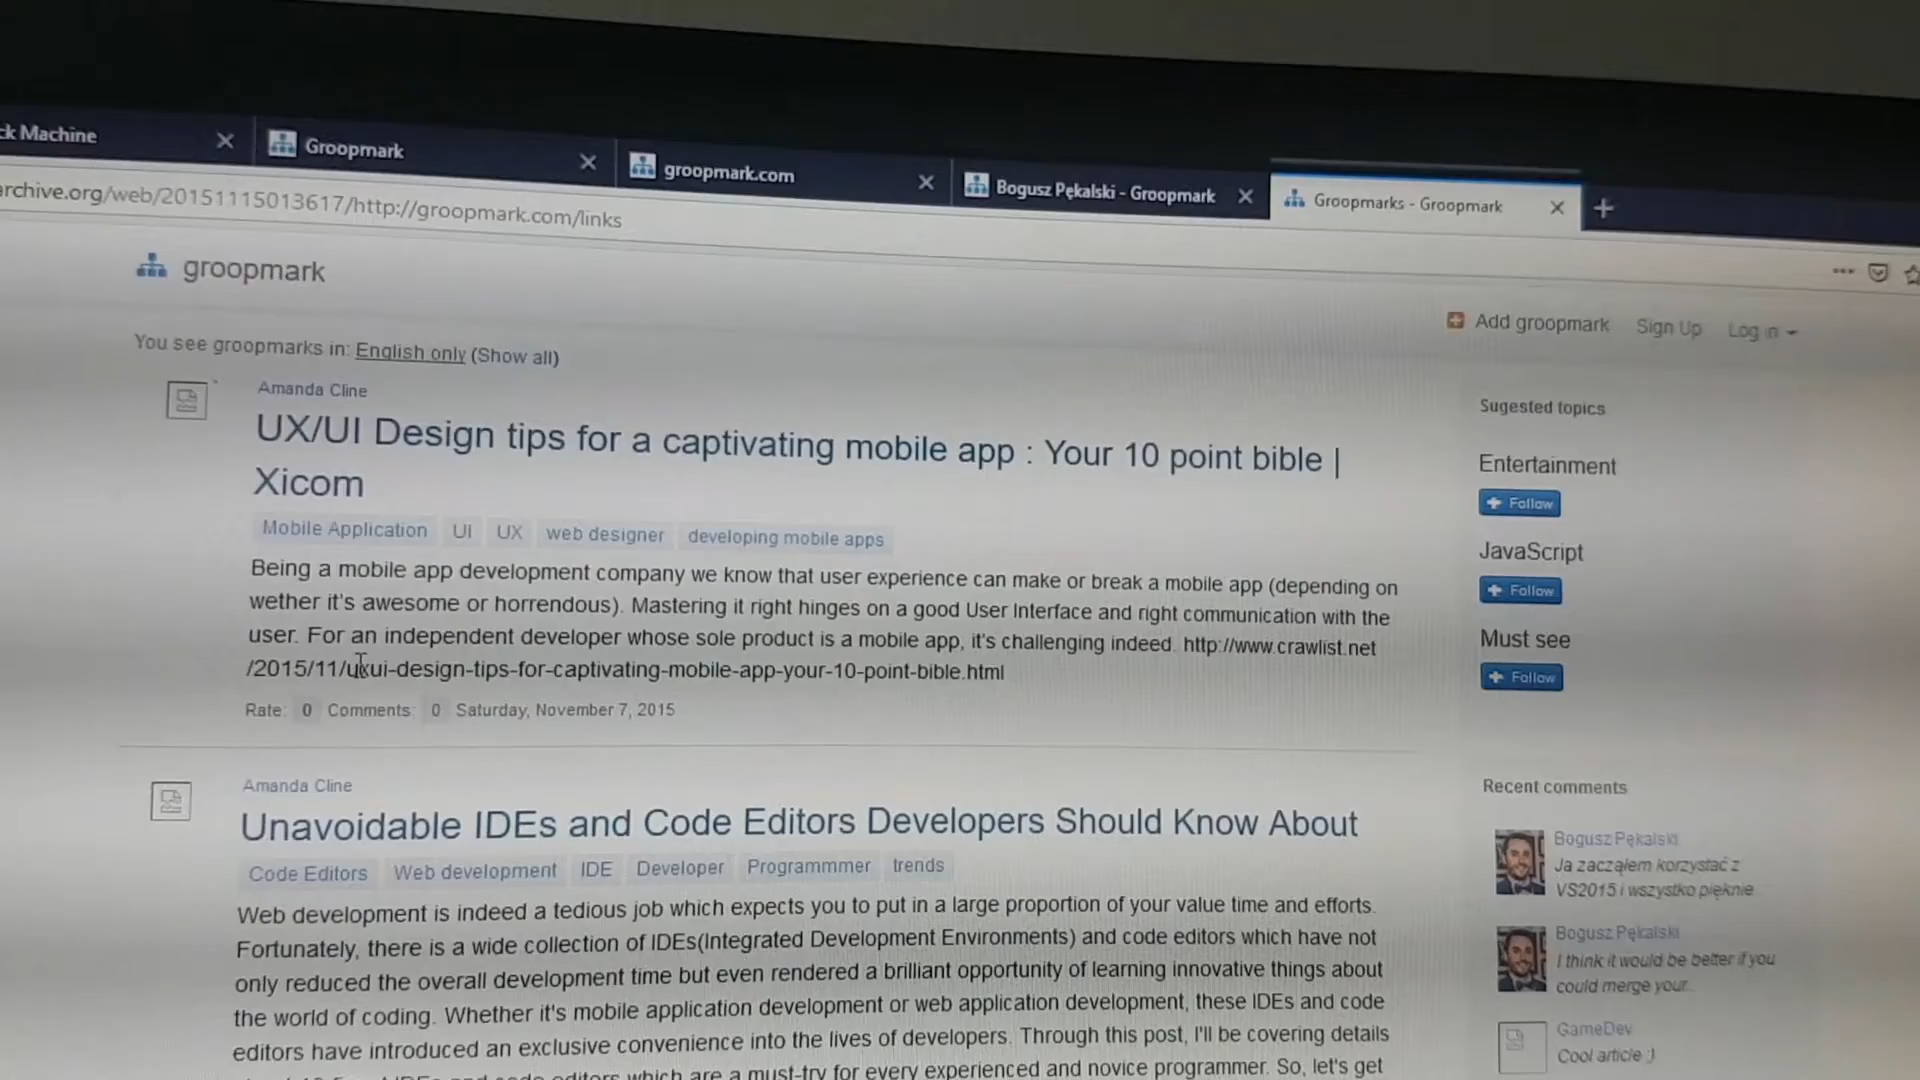 ck Machine
Groopmark
groopmark.com
Bogusz Pękalski - Groopmark
Groopmarks - Groopmark
archive.org/web/20151115013617/http://groopmark.com/links
groopmark
Add groopmark Sign Up Log in
You see groopmarks in: English only (Show all)
Amanda Cline
UX/UI Design tips for a captivating mobile app : Your 10 point bible |
Xicom
Mobile Application UI UX web designer developing mobile apps
Being a mobile app development company we know that user experience can make or break a mobile app (depending on
wether it's awesome or horrendous). Mastering it right hinges on a good User Interface and right communication with the
user. For an independent developer whose sole product is a mobile app, it's challenging indeed. http://www.crawlist.net
/2015/11/uxui-design-tips-for-captivating-mobile-app-your-10-point-bible.html
Rate: 0 Comments: 0 Saturday, November 7, 2015
Amanda Cline
Unavoidable IDEs and Code Editors Developers Should Know About
Code Editors Web development IDE Developer Programmmer trends
Web development is indeed a tedious job which expects you to put in a large proportion of your value time and efforts.
Fortunately, there is a wide collection of IDEs(Integrated Development Environments) and code editors which have not
only reduced the overall development time but even rendered a brilliant opportunity of learning innovative things about
the world of coding. Whether it's mobile application development or web application development, these IDEs and code
editors have introduced an exclusive convenience into the lives of developers. Through this post, I'll be covering details
code editors which are a must-try for every experienced and novice programmer. So, let's get
Sugested topics
Entertainment
Follow
JavaScript
Follow
Must see
Follow
Recent comments
Bogusz Pękalski
Ja zacząłem korzystać z
VS2015 i wszystko pięknie
Bogusz Pękalski
I think it would be better if you
could merge your..
GameDev
Cool article :)